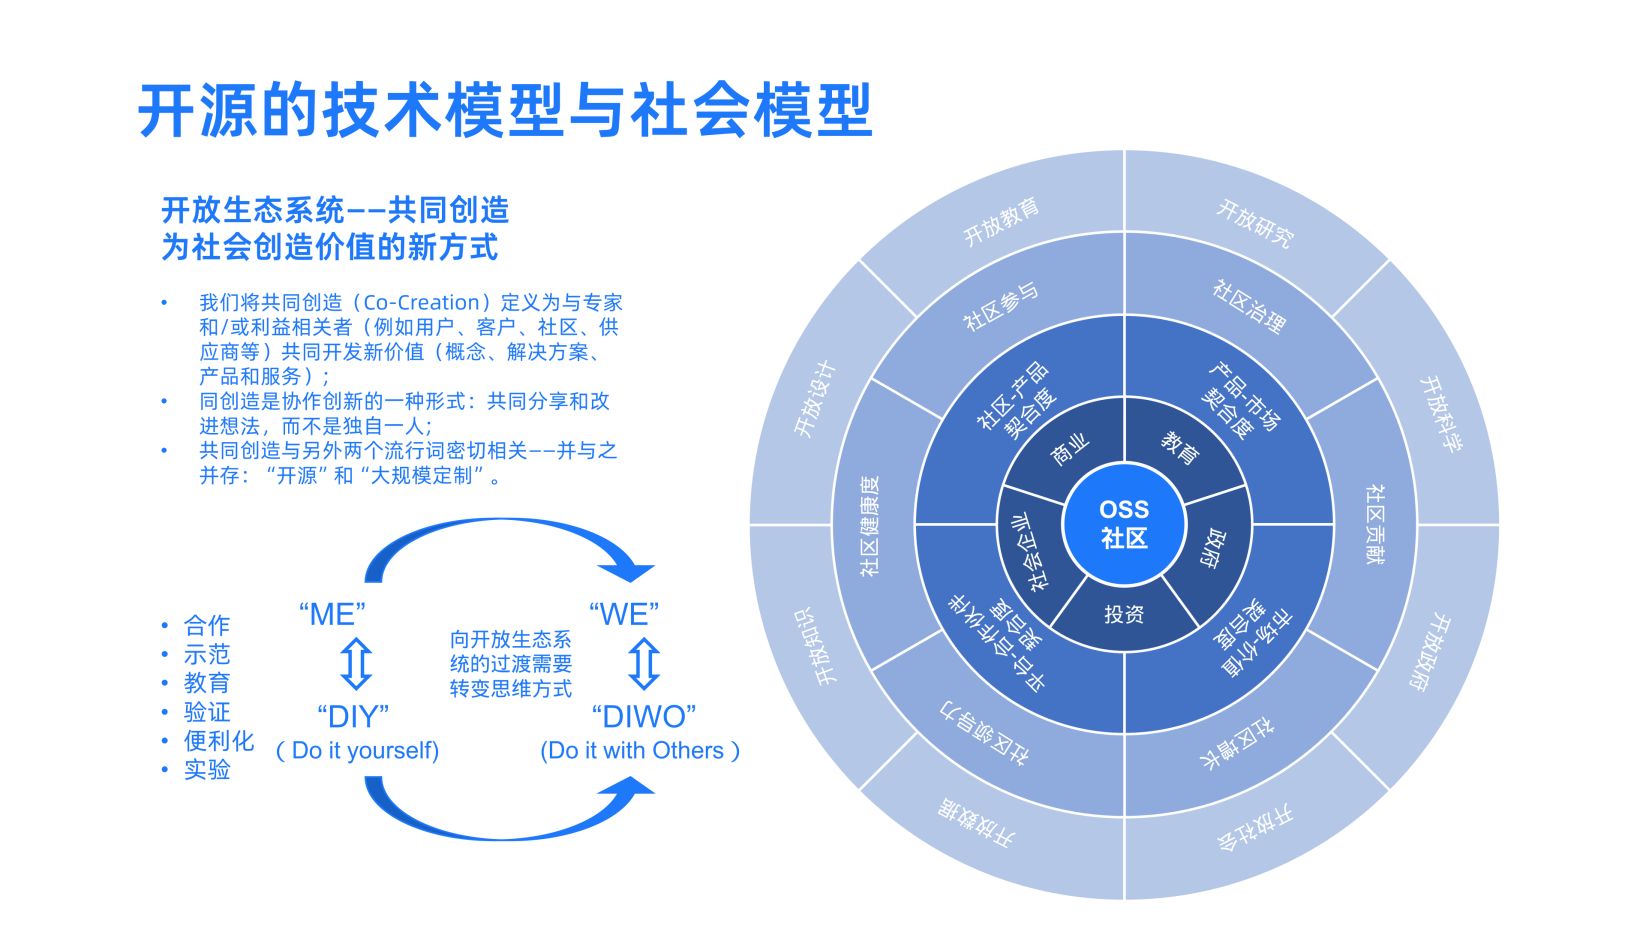 开源的技术模型与社会模型
开放生态系统——共同创造
为社会创造价值的新方式
• 我们将共同创造（Co-Creation）定义为与专家
和/或利益相关者（例如用户、客户、社区、供
应商等）共同开发新价值（概念、解决方案、
产品和服务）；
• 同创造是协作创新的一种形式：共同分享和改
进想法，而不是独自一人；
• 共同创造与另外两个流行词密切相关——并与之
并存：“开源”和“大规模定制”。
“ME”
“WE”
• 合作
• 示范
• 教育
• 验证
• 便利化
• 实验
向开放生态系
统的过渡需要
转变思维方式
“DIY”
（Do it yourself)
“DIWO”
(Do it with Others）
OSS
社区
商业
教育
政府
投资
社会企业
社区-产品
契合度
产品-市场
契合度
市场-价值
契合度
平台-合作伙伴
契合度
社区参与
社区治理
社区贡献
社区增长
社区领导力
社区健康度
开放教育
开放研究
开放科学
开放政府
开放社会
开放数据
开放知识
开放设计